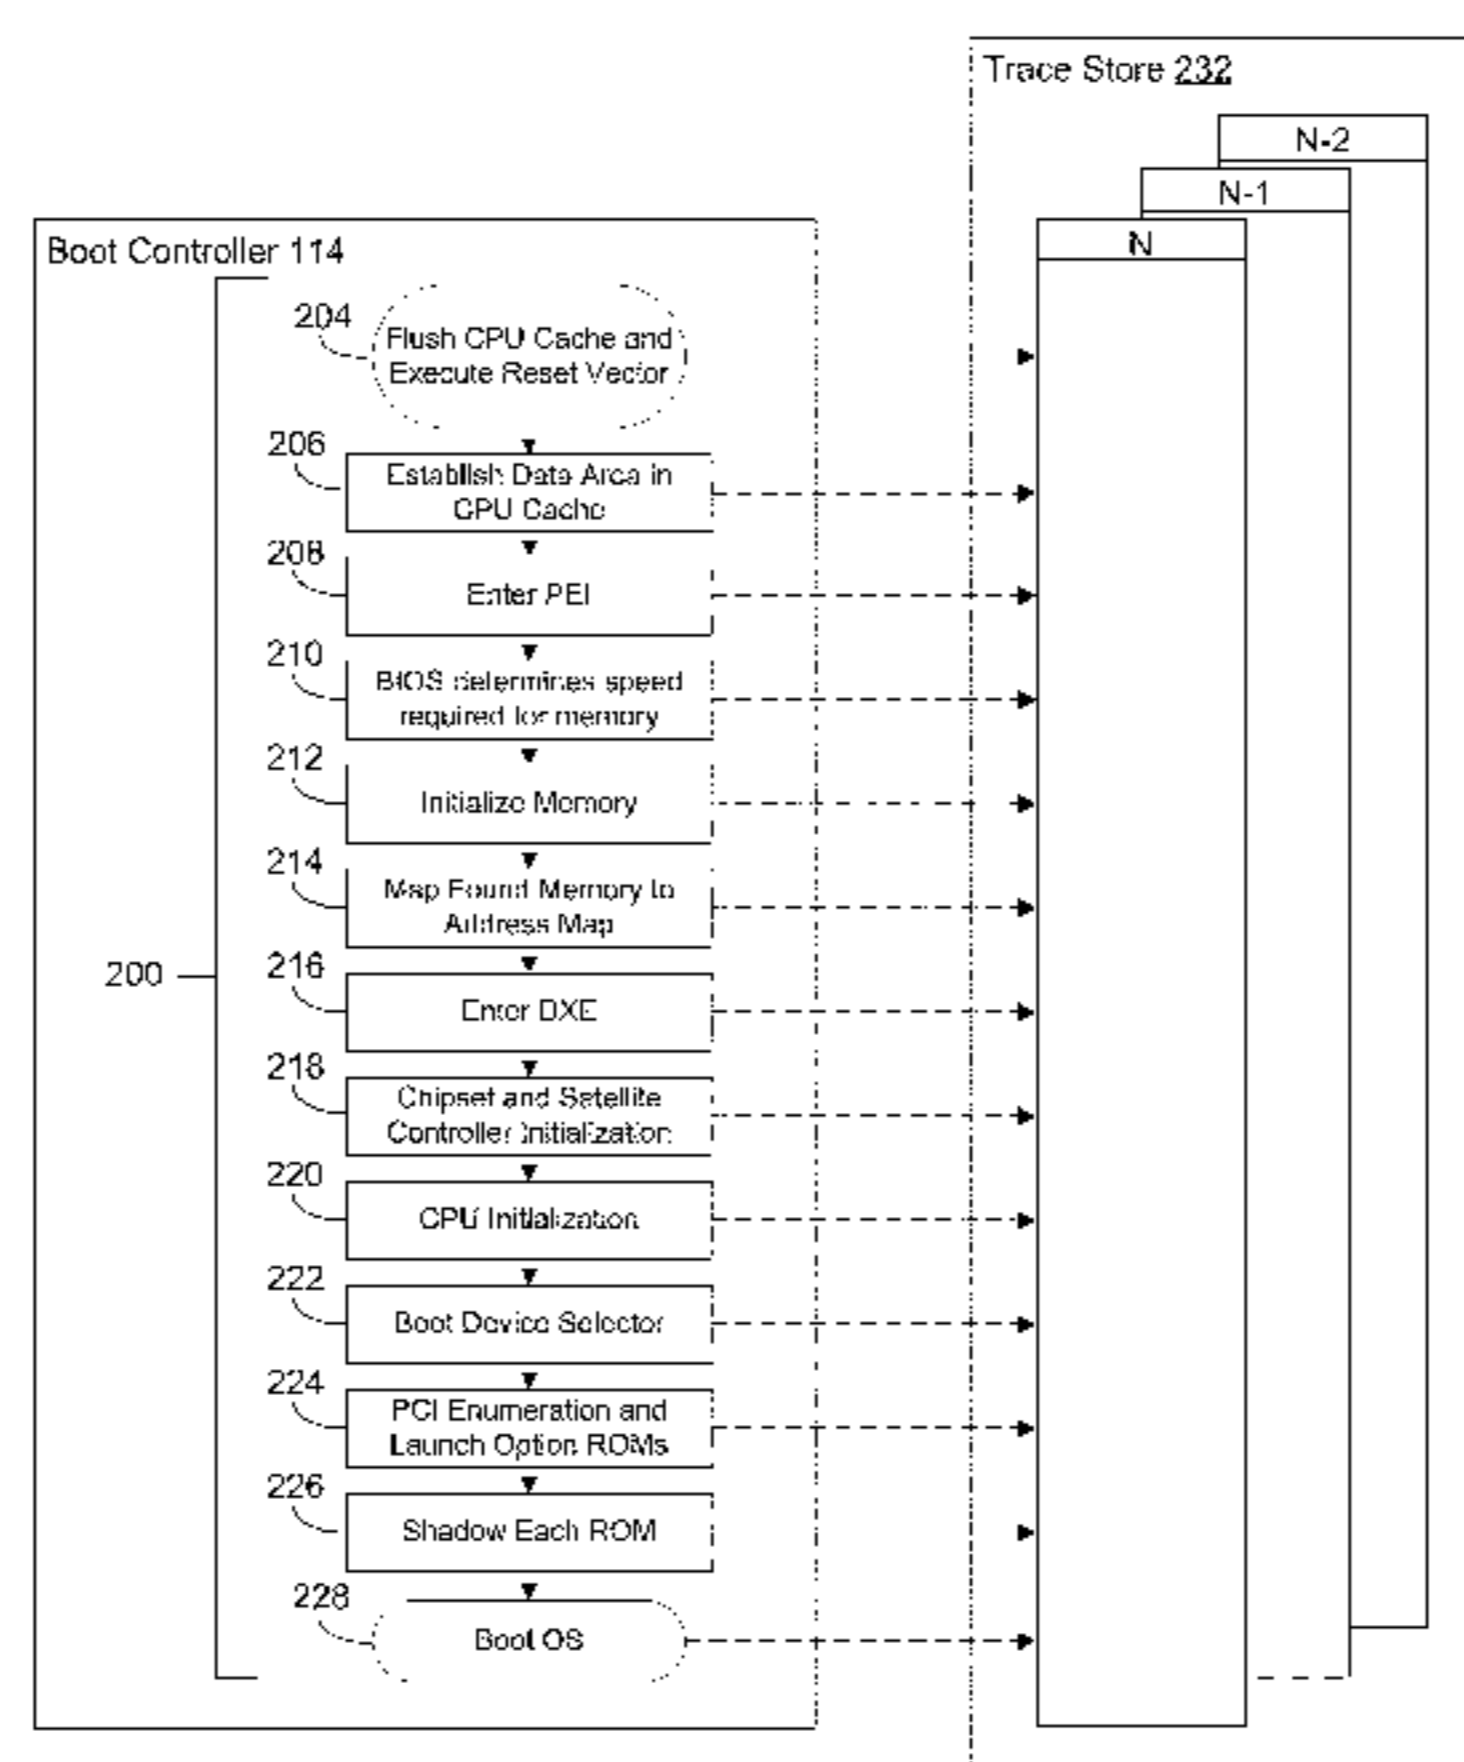 Trace Store 232
N-2
N-1
N
Boot Controller 114
204
Flush CPU Cache and
Execute Reset Vector
206
Establish Data Area in
CPU Cache
208
Enter PEI
210
BIOS determines speed
required for memory
212
Initialize Memory
214
Map Found Memory to
Address Map
200
216
Enter DXE
218
Chipset and Satellite
Controller Initialization
220
CPU Initialization
222
Boot Device Selector
224
PCI Enumeration and
Launch Option ROMs
226
Shadow Each ROM
228
Boot OS